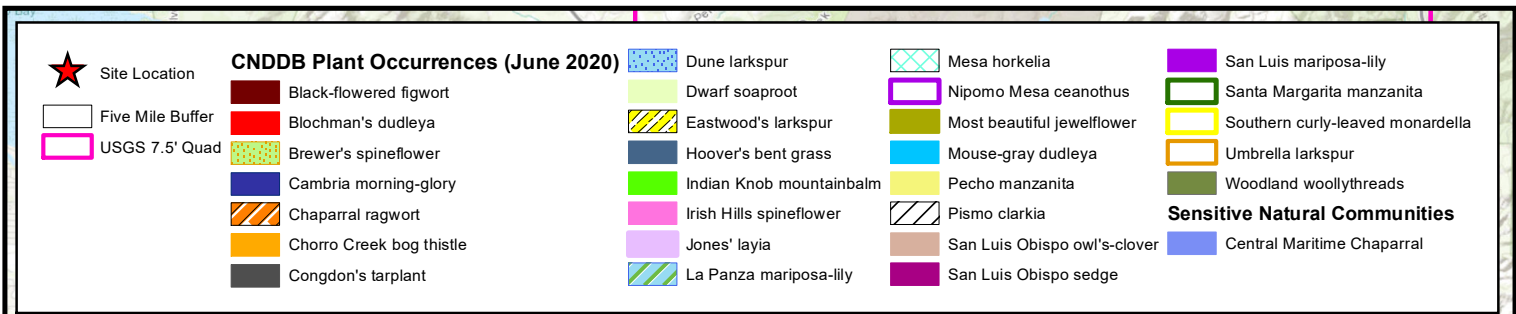 Site Location
Five Mile Buffer
USGS 7.5' Quad
CNDDB Plant Occurrences (June 2020)
Black-flowered figwort
Blochman's dudleya
Brewer's spineflower
Cambria morning-glory
Chaparral ragwort
Chorro Creek bog thistle
Congdon's tarplant
Dune larkspur
Dwarf soaproot
Eastwood's larkspur
Hoover's bent grass
Indian Knob mountainbalm
Irish Hills spineflower
Jones' layia
La Panza mariposa-lily
Mesa horkelia
Nipomo Mesa ceanothus
Most beautiful jewelflower
Mouse-gray dudleya
Pecho manzanita
Pismo clarkia
San Luis Obispo owl's-clover
San Luis Obispo sedge
San Luis mariposa-lily
Santa Margarita manzanita
Southern curly-leaved monardella
Umbrella larkspur
Woodland woollythreads
Sensitive Natural Communities
Central Maritime Chaparral